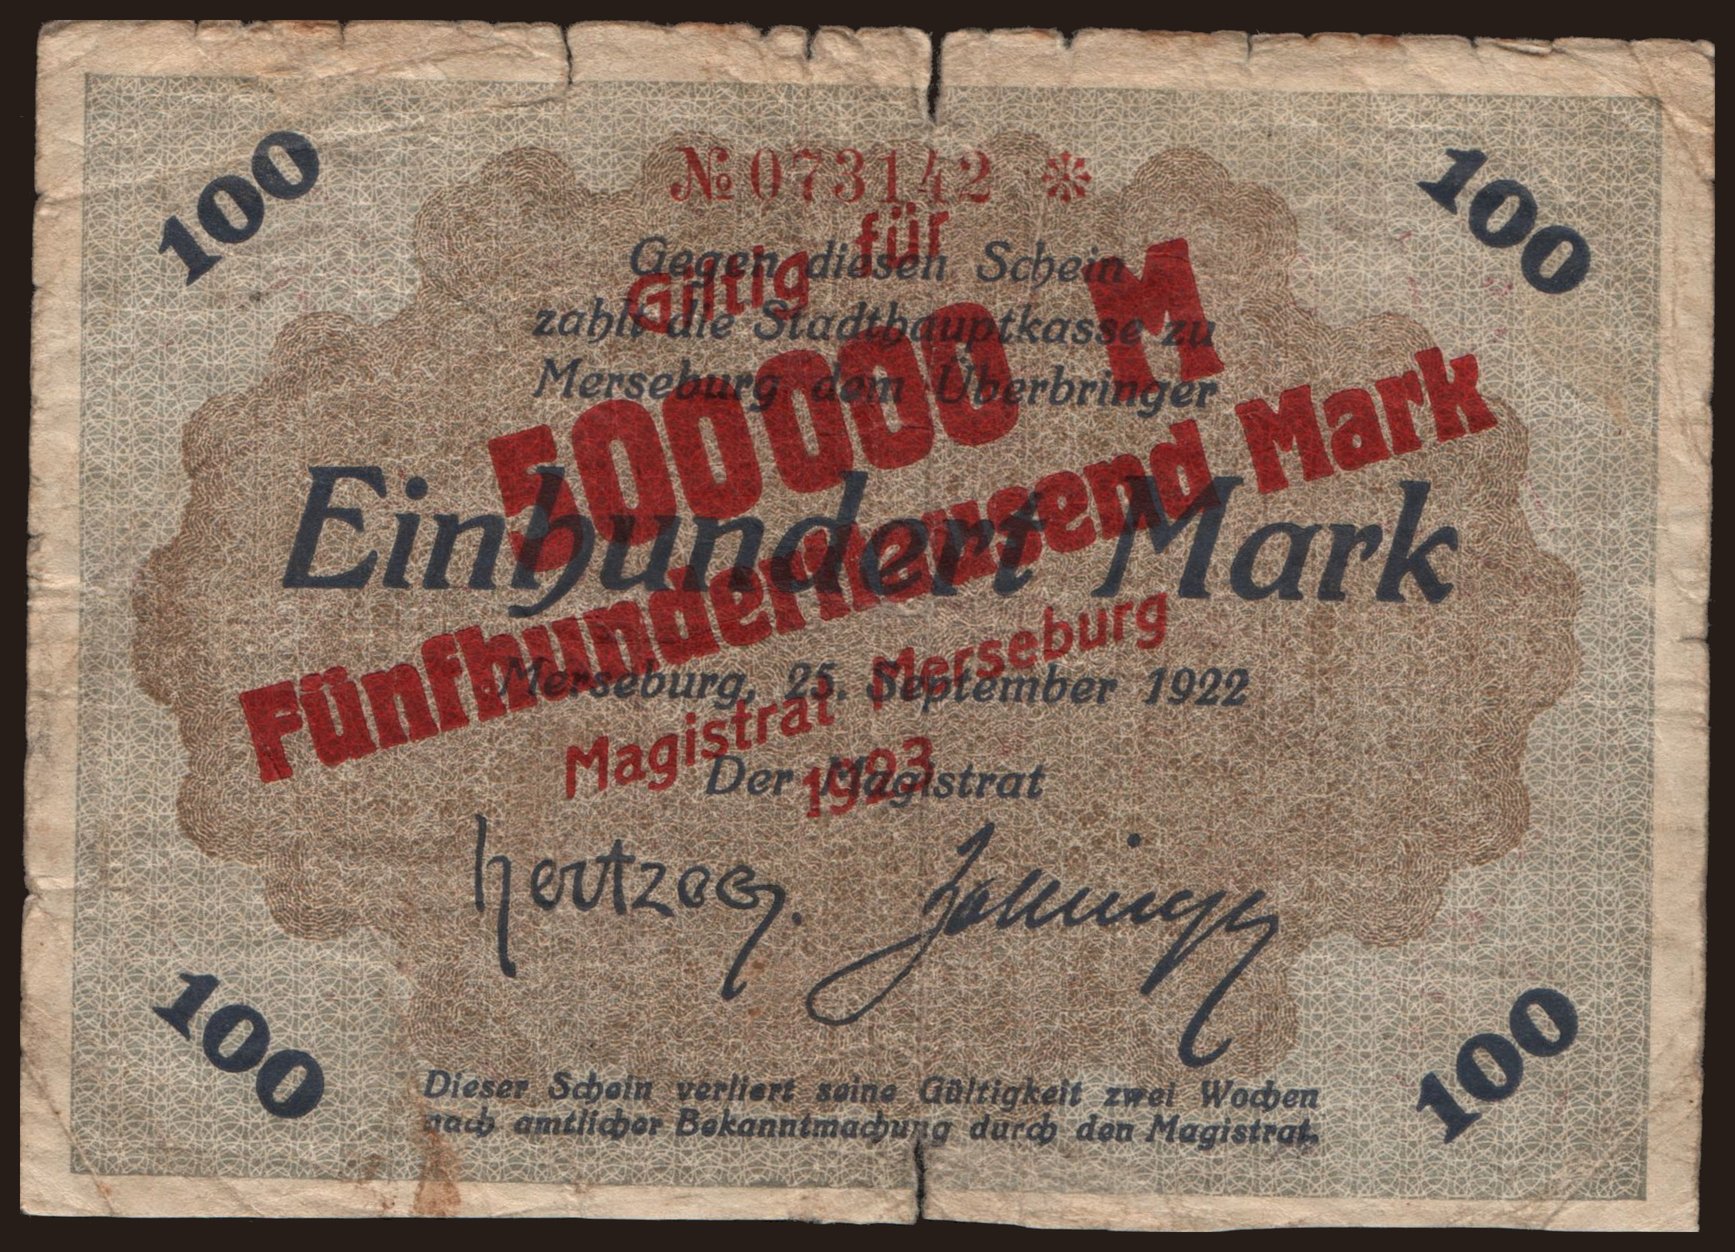 100
100
№ 073142 *
Gegen diesen Schein
zahlt die Stadthauptkasse zu
Merseburg dem Überbringer
Einhundert Mark
Merseburg, 25. September 1922
Der Magistrat
Giltig für
500000 M
Fünfhunderttausend Mark
Magistrat Merseburg
1923
Hertzog.
100
100
Dieser Schein verliert seine Gültigkeit zwei Wochen
nach amtlicher Bekanntmachung durch den Magistrat.